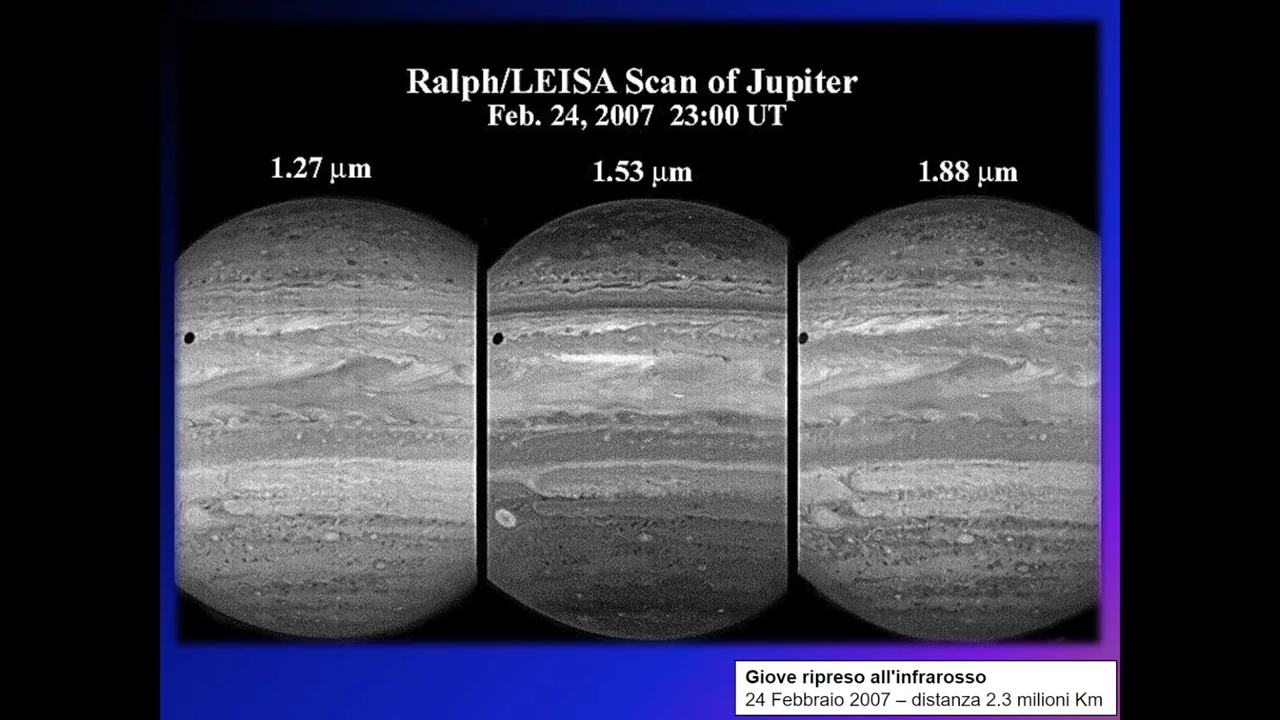 Ralph/LEISA Scan of Jupiter
Feb. 24, 2007 23:00 UT
1.27 μm
1.53 μm
1.88 μm
Giove ripreso all'infrarosso
24 Febbraio 2007 – distanza 2.3 milioni Km